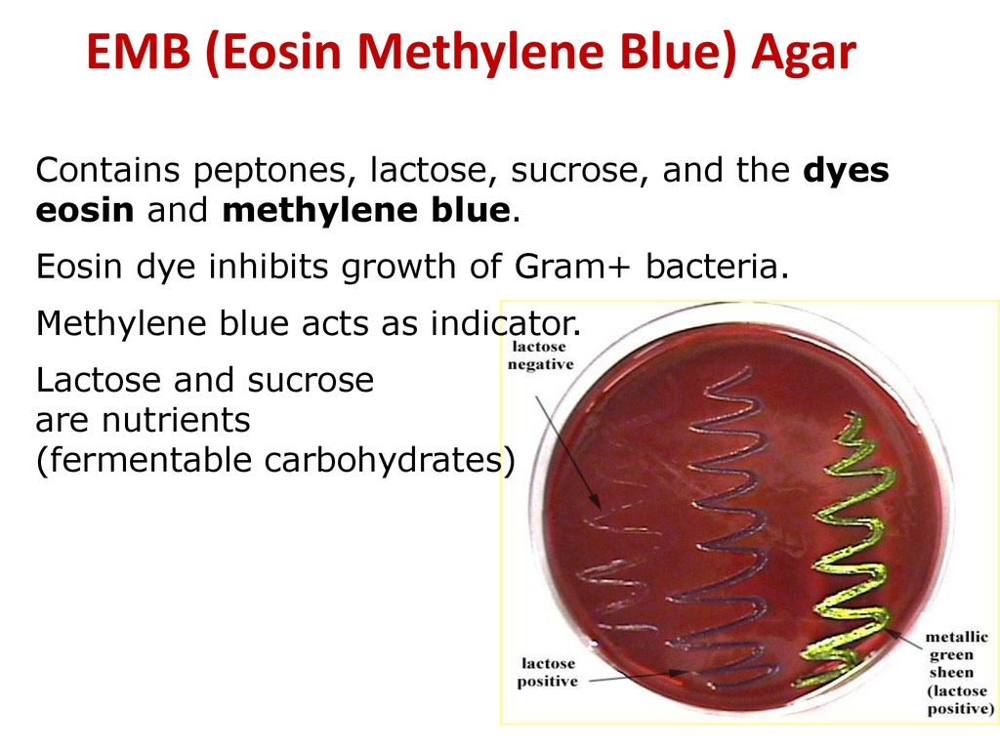 EMB (Eosin Methylene Blue) Agar
Contains peptones, lactose, sucrose, and the dyes
eosin and methylene blue.
Eosin dye inhibits growth of Gram+ bacteria.
Methylene blue acts as indicator.
Lactose and sucrose
are nutrients
(fermentable carbohydrates)
lactose
negative
lactose
positive
metallic
green
sheen
(lactose
positive)